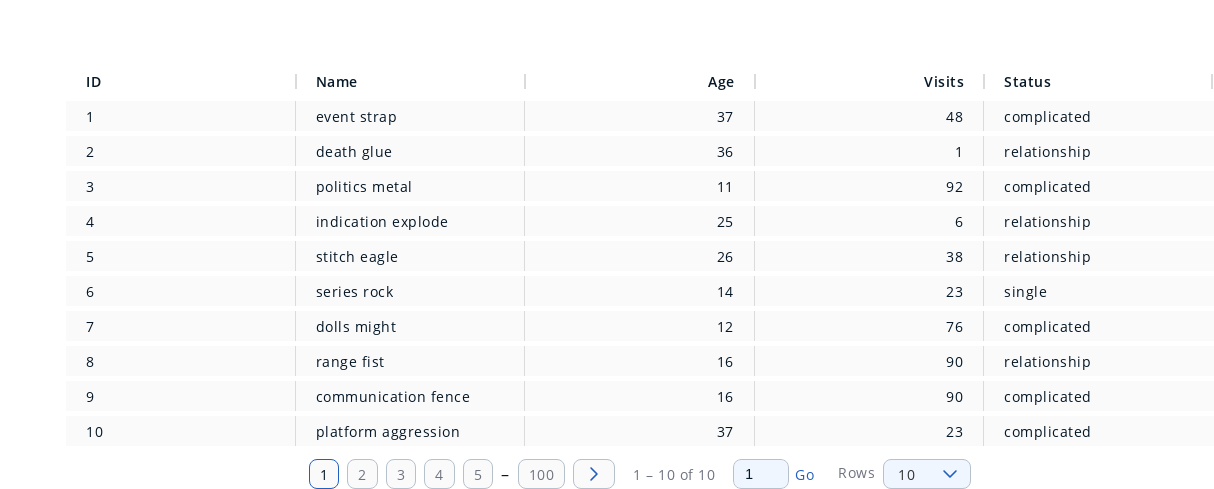 ID Name Age Visits Status
1 event strap 37 48 complicated
2 death glue 36 1 relationship
3 politics metal 11 92 complicated
4 indication explode 25 6 relationship
5 stitch eagle 26 38 relationship
6 series rock 14 23 single
7 dolls might 12 76 complicated
8 range fist 16 90 relationship
9 communication fence 16 90 complicated
10 platform aggression 37 23 complicated
1 2 3 4 5 – 100 1 – 10 of 10 1 Go Rows 10